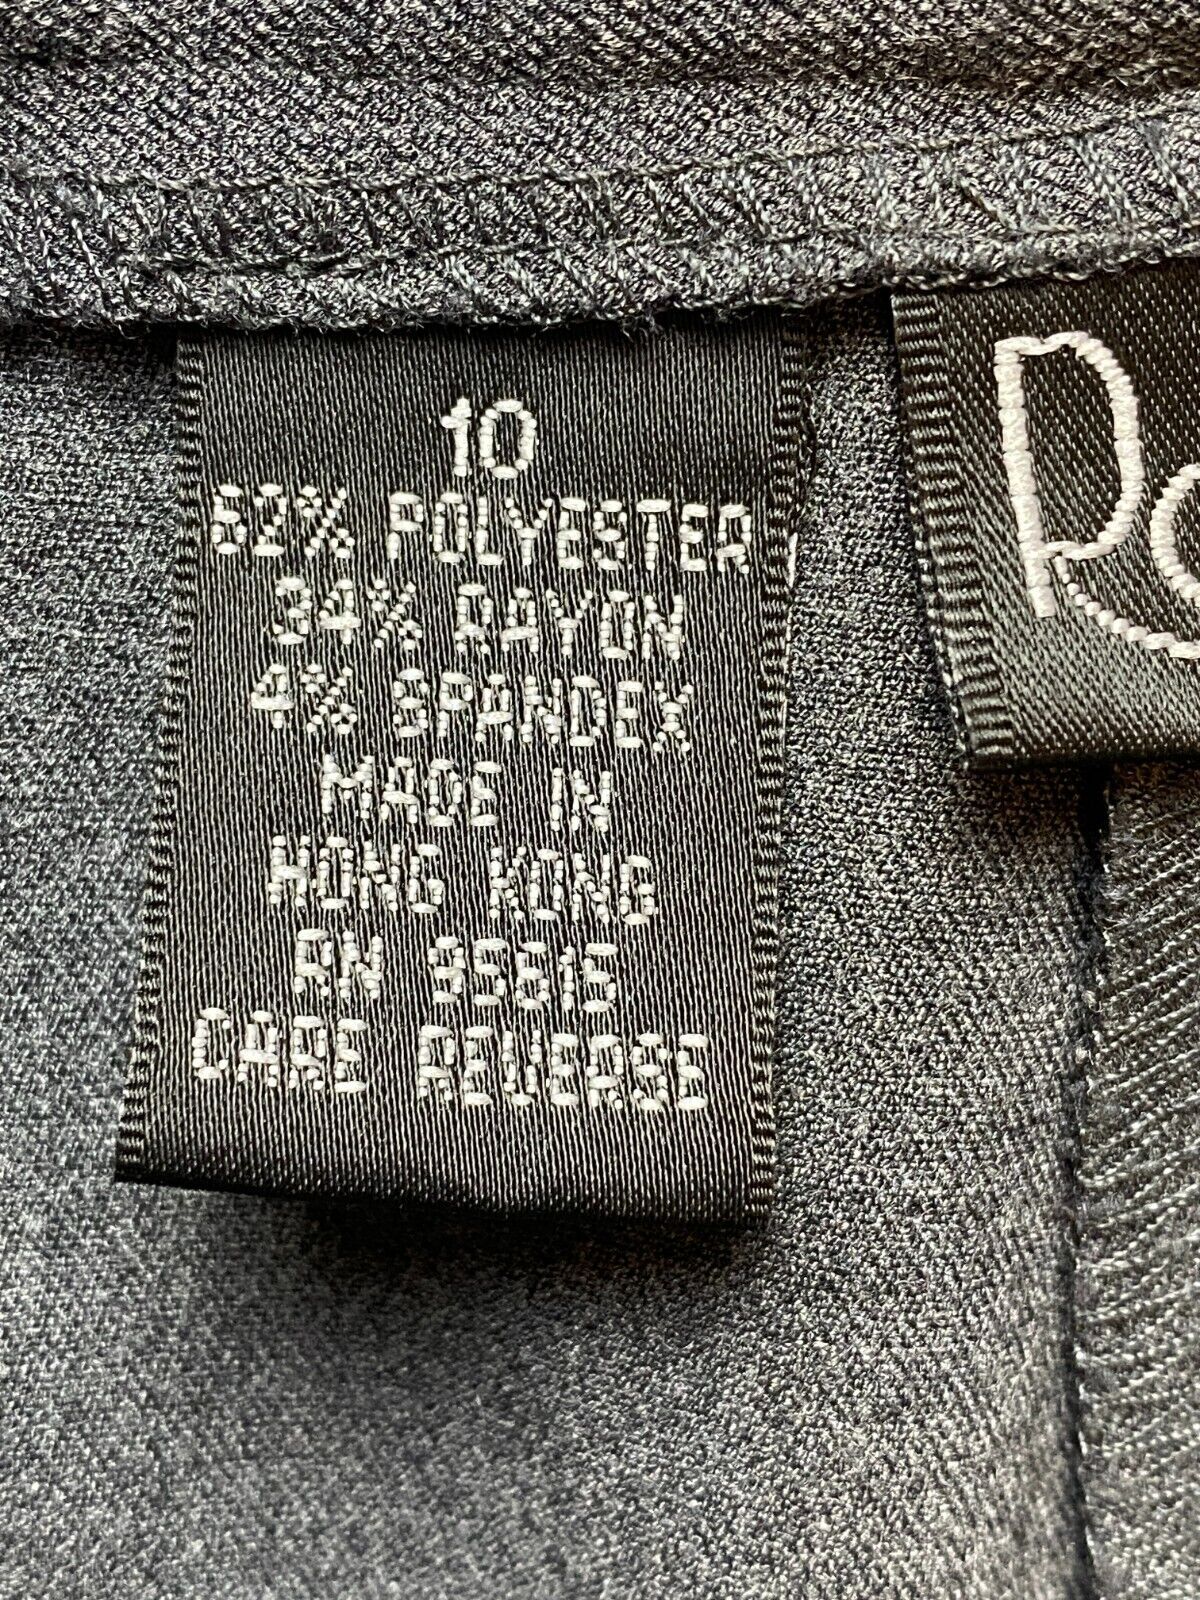 10
62% POLYESTER
34% RAYON
4% SPANDEX
MADE IN
HONG KONG
RN 95615
CARE REVERSE